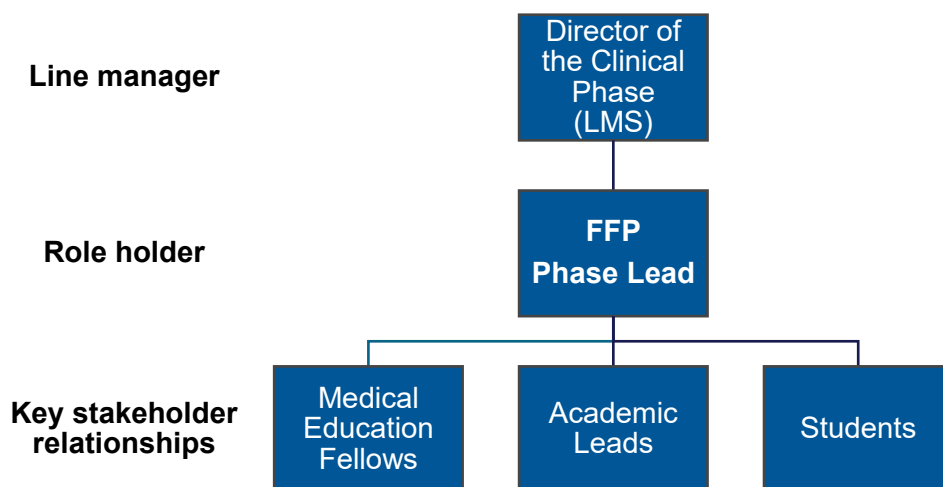 Line manager
Director of
the Clinical
Phase
(LMS)
Role holder
FFP
Phase Lead
Key stakeholder
relationships
Medical
Education
Fellows
Academic
Leads
Students